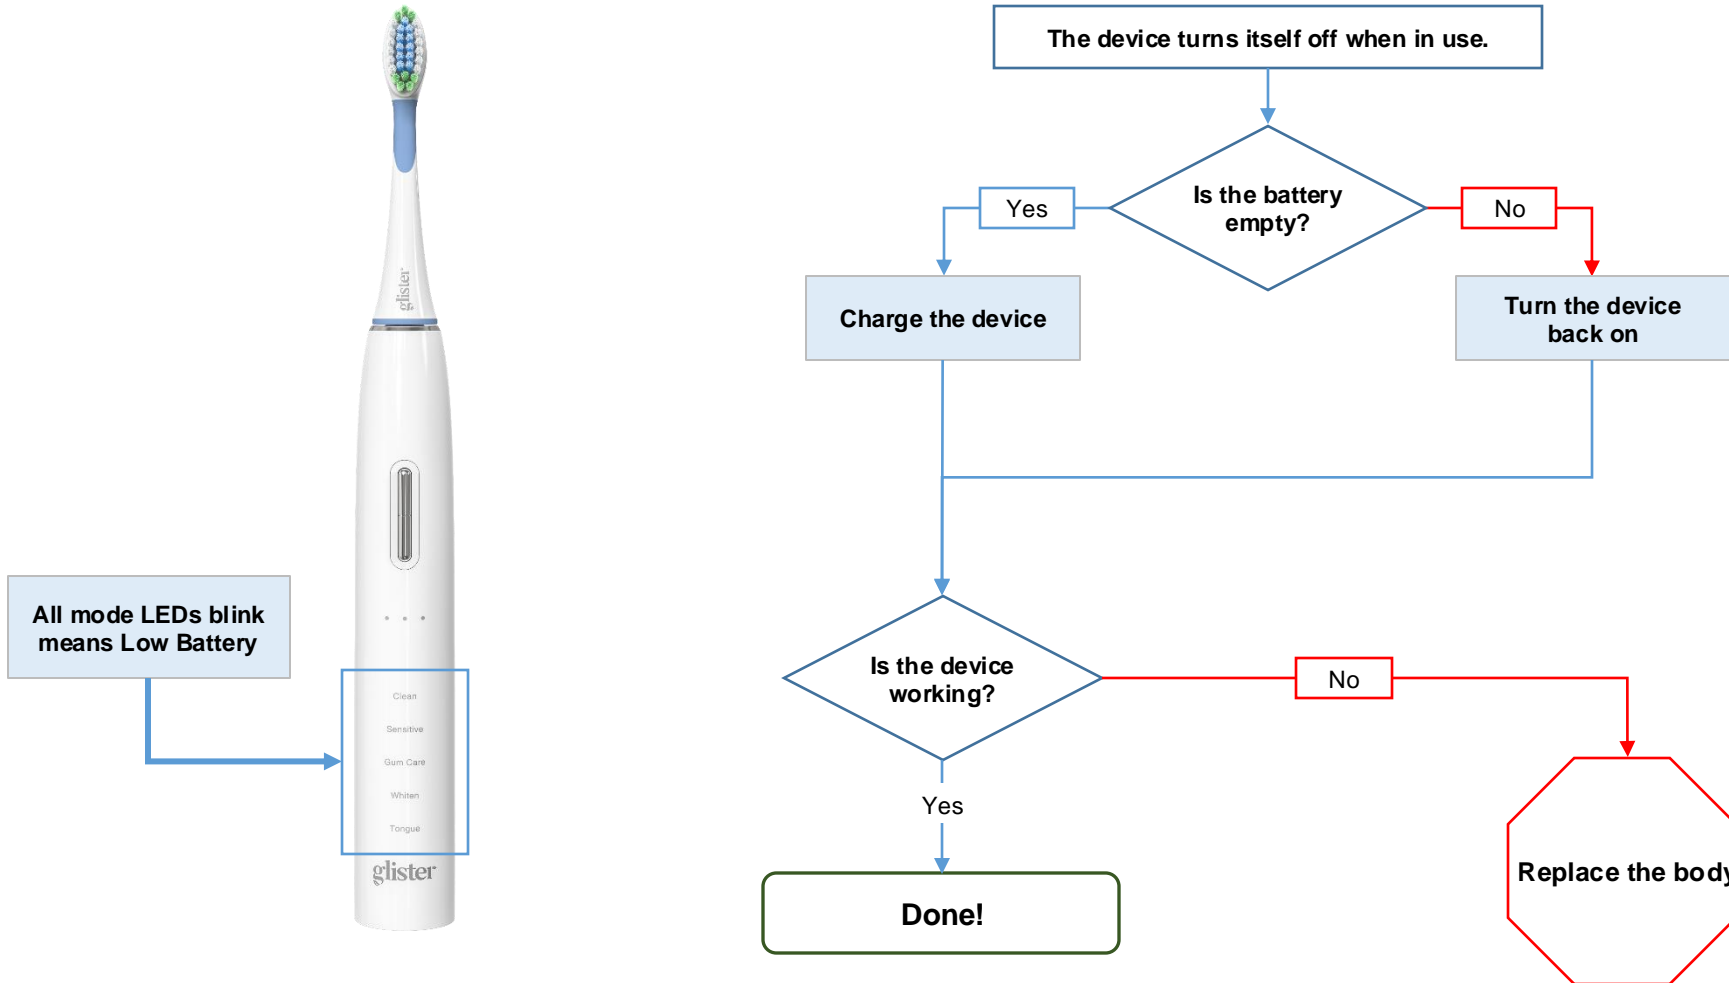 The device turns itself off when in use.
Is the battery
empty?
Yes
No
Charge the device
Turn the device
back on
glister
All mode LEDs blink
means Low Battery
Clean
Sensitive
Gum Care
Whiten
Tongue
glister
Is the device
working?
No
Yes
Done!
Replace the body